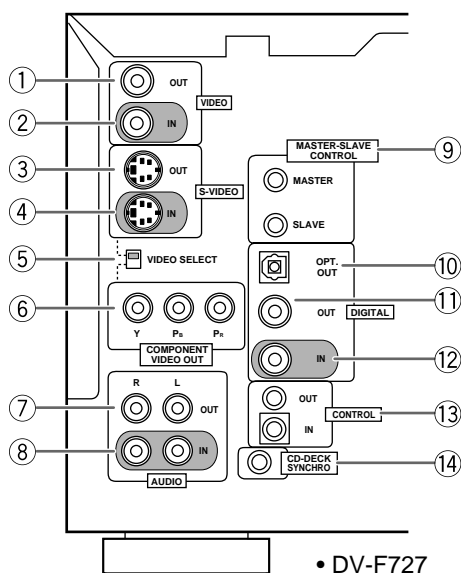 ① OUT
VIDEO
② IN
③ OUT
S-VIDEO
④ IN
⑤ VIDEO SELECT
⑥
Y PB PR
COMPONENT
VIDEO OUT
R L
⑦ OUT
⑧ IN
AUDIO
MASTER-SLAVE
CONTROL
⑨
MASTER
SLAVE
OPT.
OUT
⑩
⑪
OUT DIGITAL
IN ⑫
OUT
CONTROL ⑬
IN
CD-DECK
SYNCHRO
⑭
• DV-F727